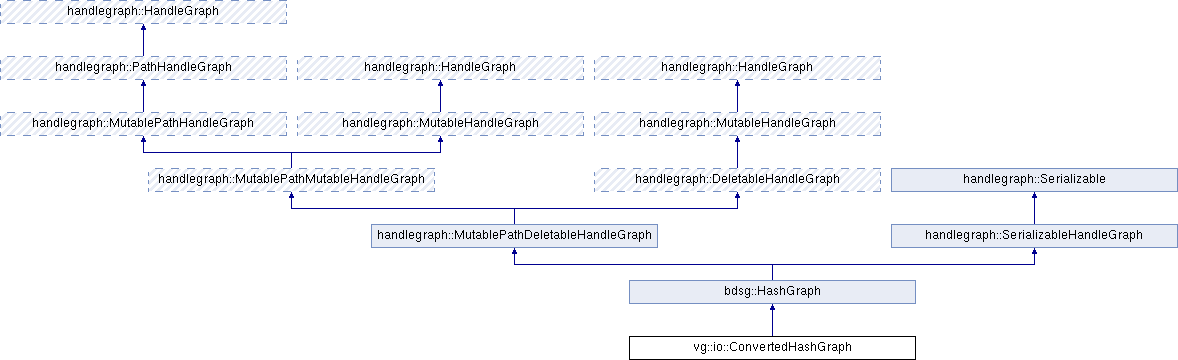 handlegraph::HandleGraph
handlegraph::PathHandleGraph
handlegraph::HandleGraph
handlegraph::HandleGraph
handlegraph::MutablePathHandleGraph
handlegraph::MutableHandleGraph
handlegraph::MutableHandleGraph
handlegraph::MutablePathMutableHandleGraph
handlegraph::DeletableHandleGraph
handlegraph::Serializable
handlegraph::MutablePathDeletableHandleGraph
handlegraph::SerializableHandleGraph
bdsg::HashGraph
vg::io::ConvertedHashGraph